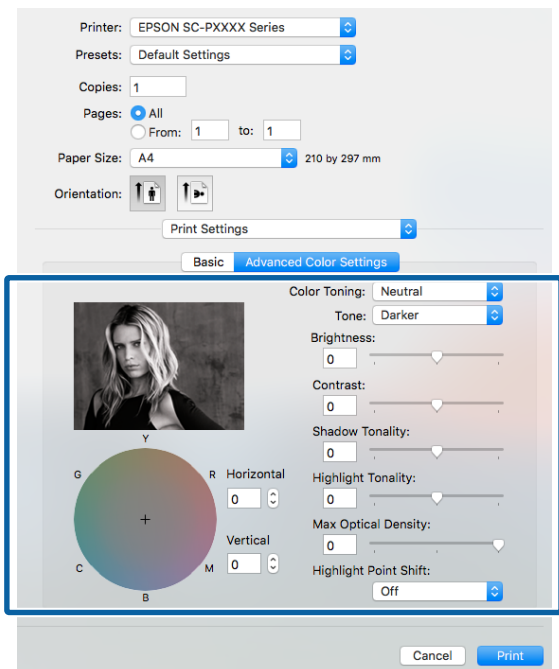 Printer: EPSON SC-PXXXX Series
Presets: Default Settings
Copies: 1
Pages: All
From: 1 to: 1
Paper Size: A4 210 by 297 mm
Orientation:
Print Settings
Basic Advanced Color Settings
Color Toning: Neutral
Tone: Darker
Brightness:
0
Contrast:
0
Shadow Tonality:
0
Highlight Tonality:
0
Max Optical Density:
0
Highlight Point Shift:
Off
Y
G R
C M
B
Horizontal
0
Vertical
0
Cancel Print